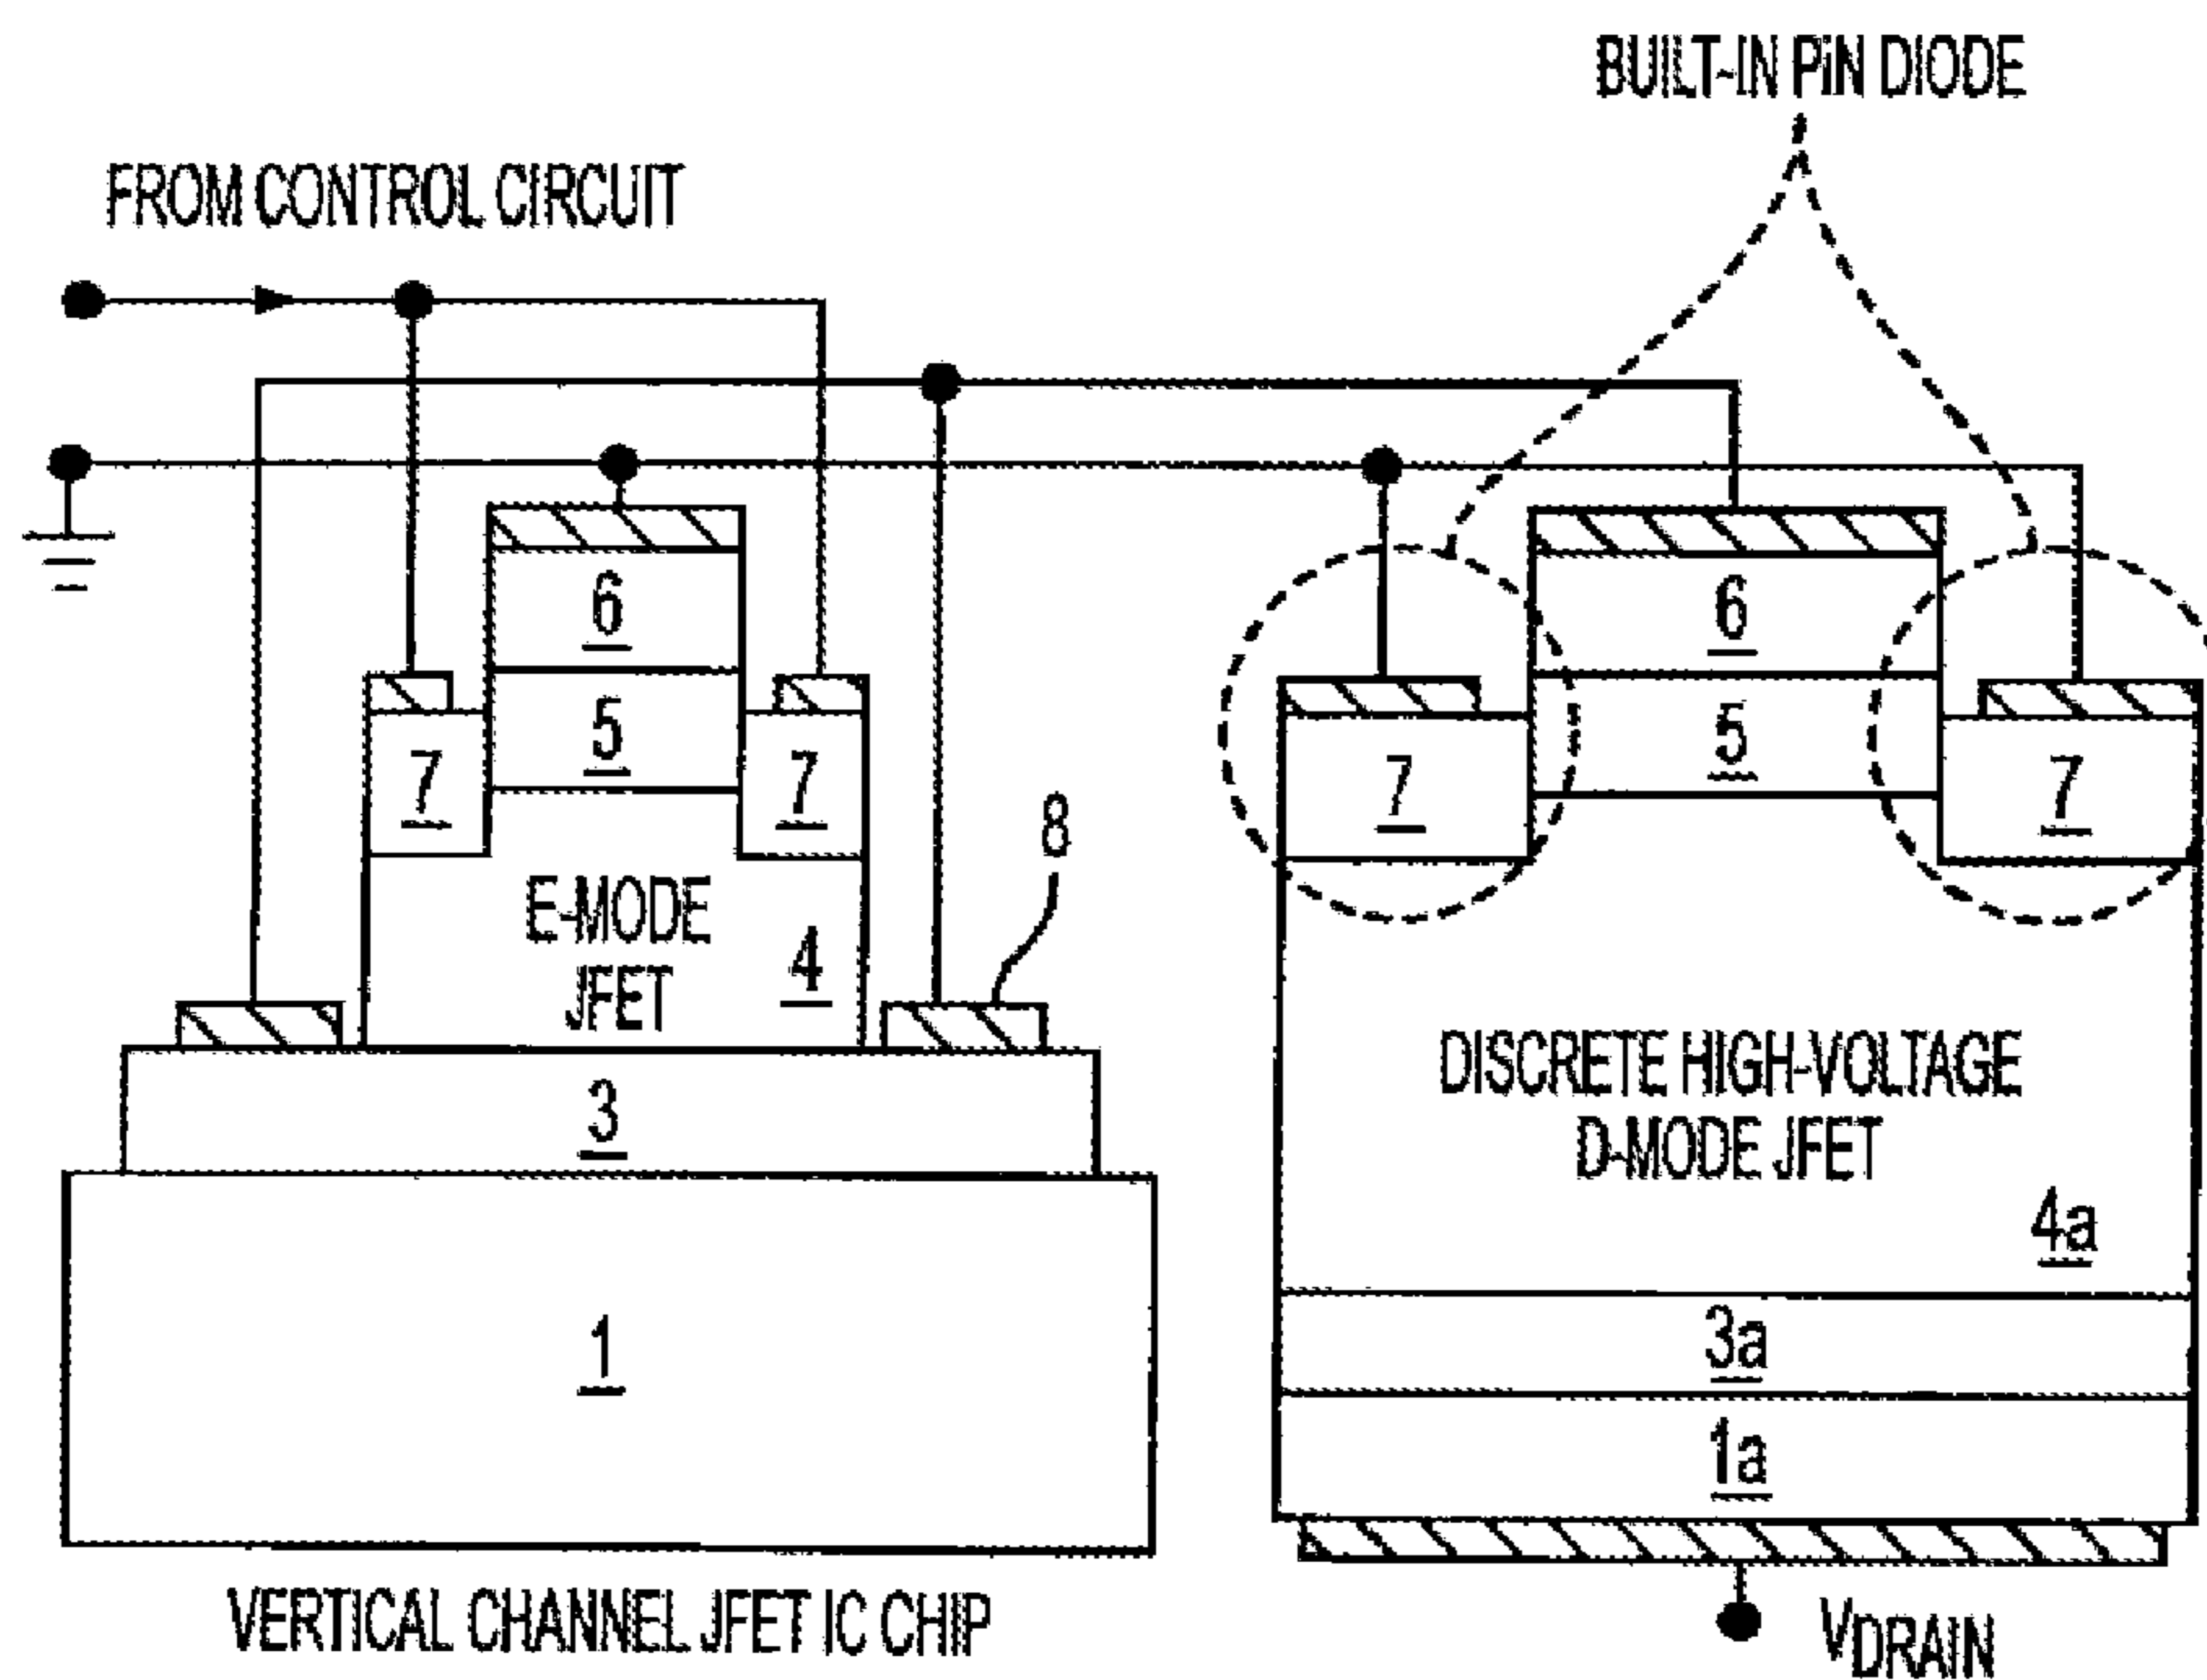 BUILT-IN PiN DIODE
FROM CONTROL CIRCUIT
6
5
7
7
8
E-MODE
JFET
4
3
1
VERTICAL CHANNEL JFET IC CHIP
6
5
7
7
DISCRETE HIGH-VOLTAGE
D-MODE JFET
4a
3a
1a
VDRAIN